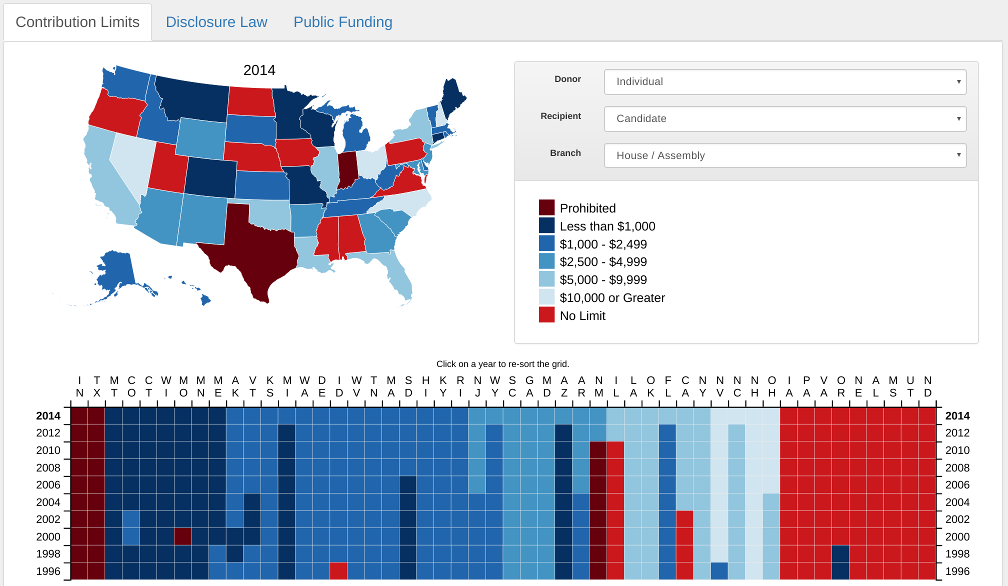 Contribution Limits Disclosure Law Public Funding
2014
Donor Individual
Recipient Candidate
Branch House / Assembly
Prohibited
Less than $1,000
$1,000 - $2,499
$2,500 - $4,999
$5,000 - $9,999
$10,000 or Greater
No Limit
Click on a year to re-sort the grid.
IN TX MT CO CT WI MO MN ME AK VT KS MI WA DE ID WV TN MA SD HI KY RI NJ WY SC GA MD AZ AR NM IL LA OK FL CA NY NV NC NH OH IA PA VA OR NE AL MS UT ND
2014 2014
2012 2012
2010 2010
2008 2008
2006 2006
2004 2004
2002 2002
2000 2000
1998 1998
1996 1996